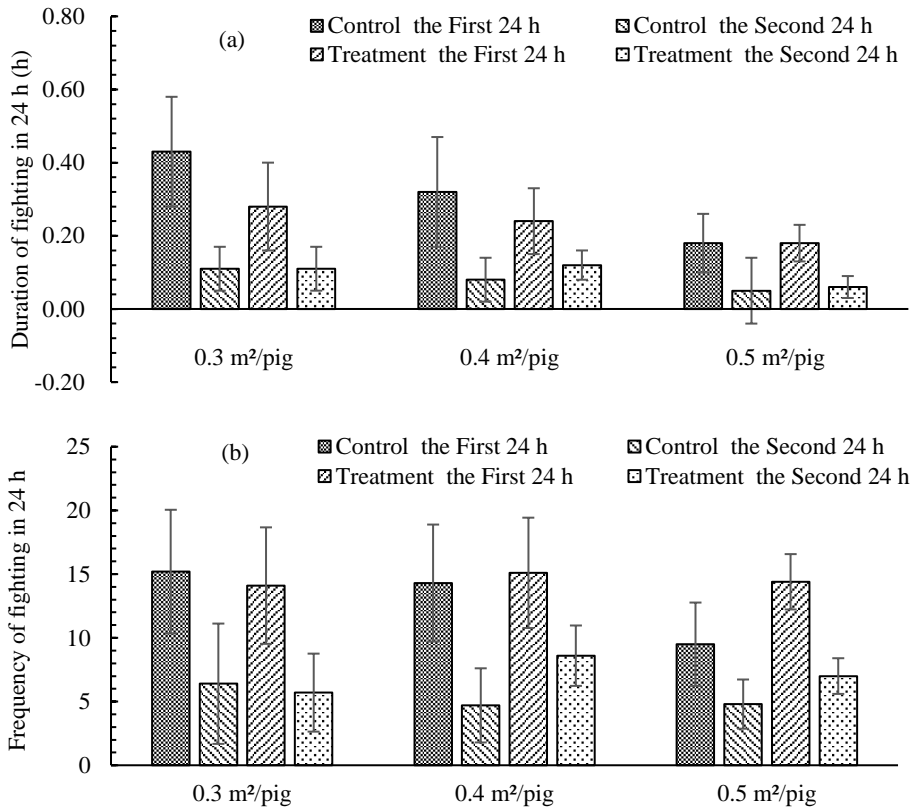 0.80
(a)
Control the First 24 h
Control the Second 24 h
Treatment the First 24 h
Treatment the Second 24 h
0.60
0.40
0.20
0.00
-0.20
Duration of fighting in 24 h (h)
0.3 m²/pig
0.4 m²/pig
0.5 m²/pig
25
(b)
Control the First 24 h
Control the Second 24 h
Treatment the First 24 h
Treatment the Second 24 h
20
15
10
5
0
Frequency of fighting in 24 h
0.3 m²/pig
0.4 m²/pig
0.5 m²/pig